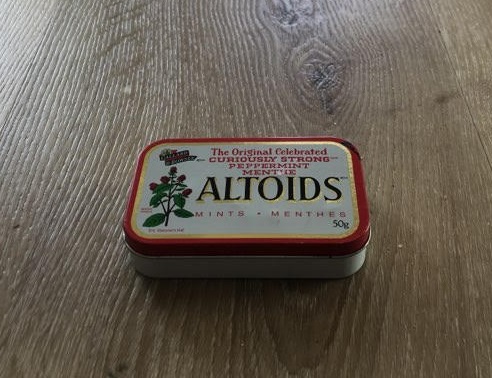 The Original Celebrated
CURIOUSLY STRONG
PEPPERMINT
MENTHE
ALTOIDS
MINTS • MENTHES
50g